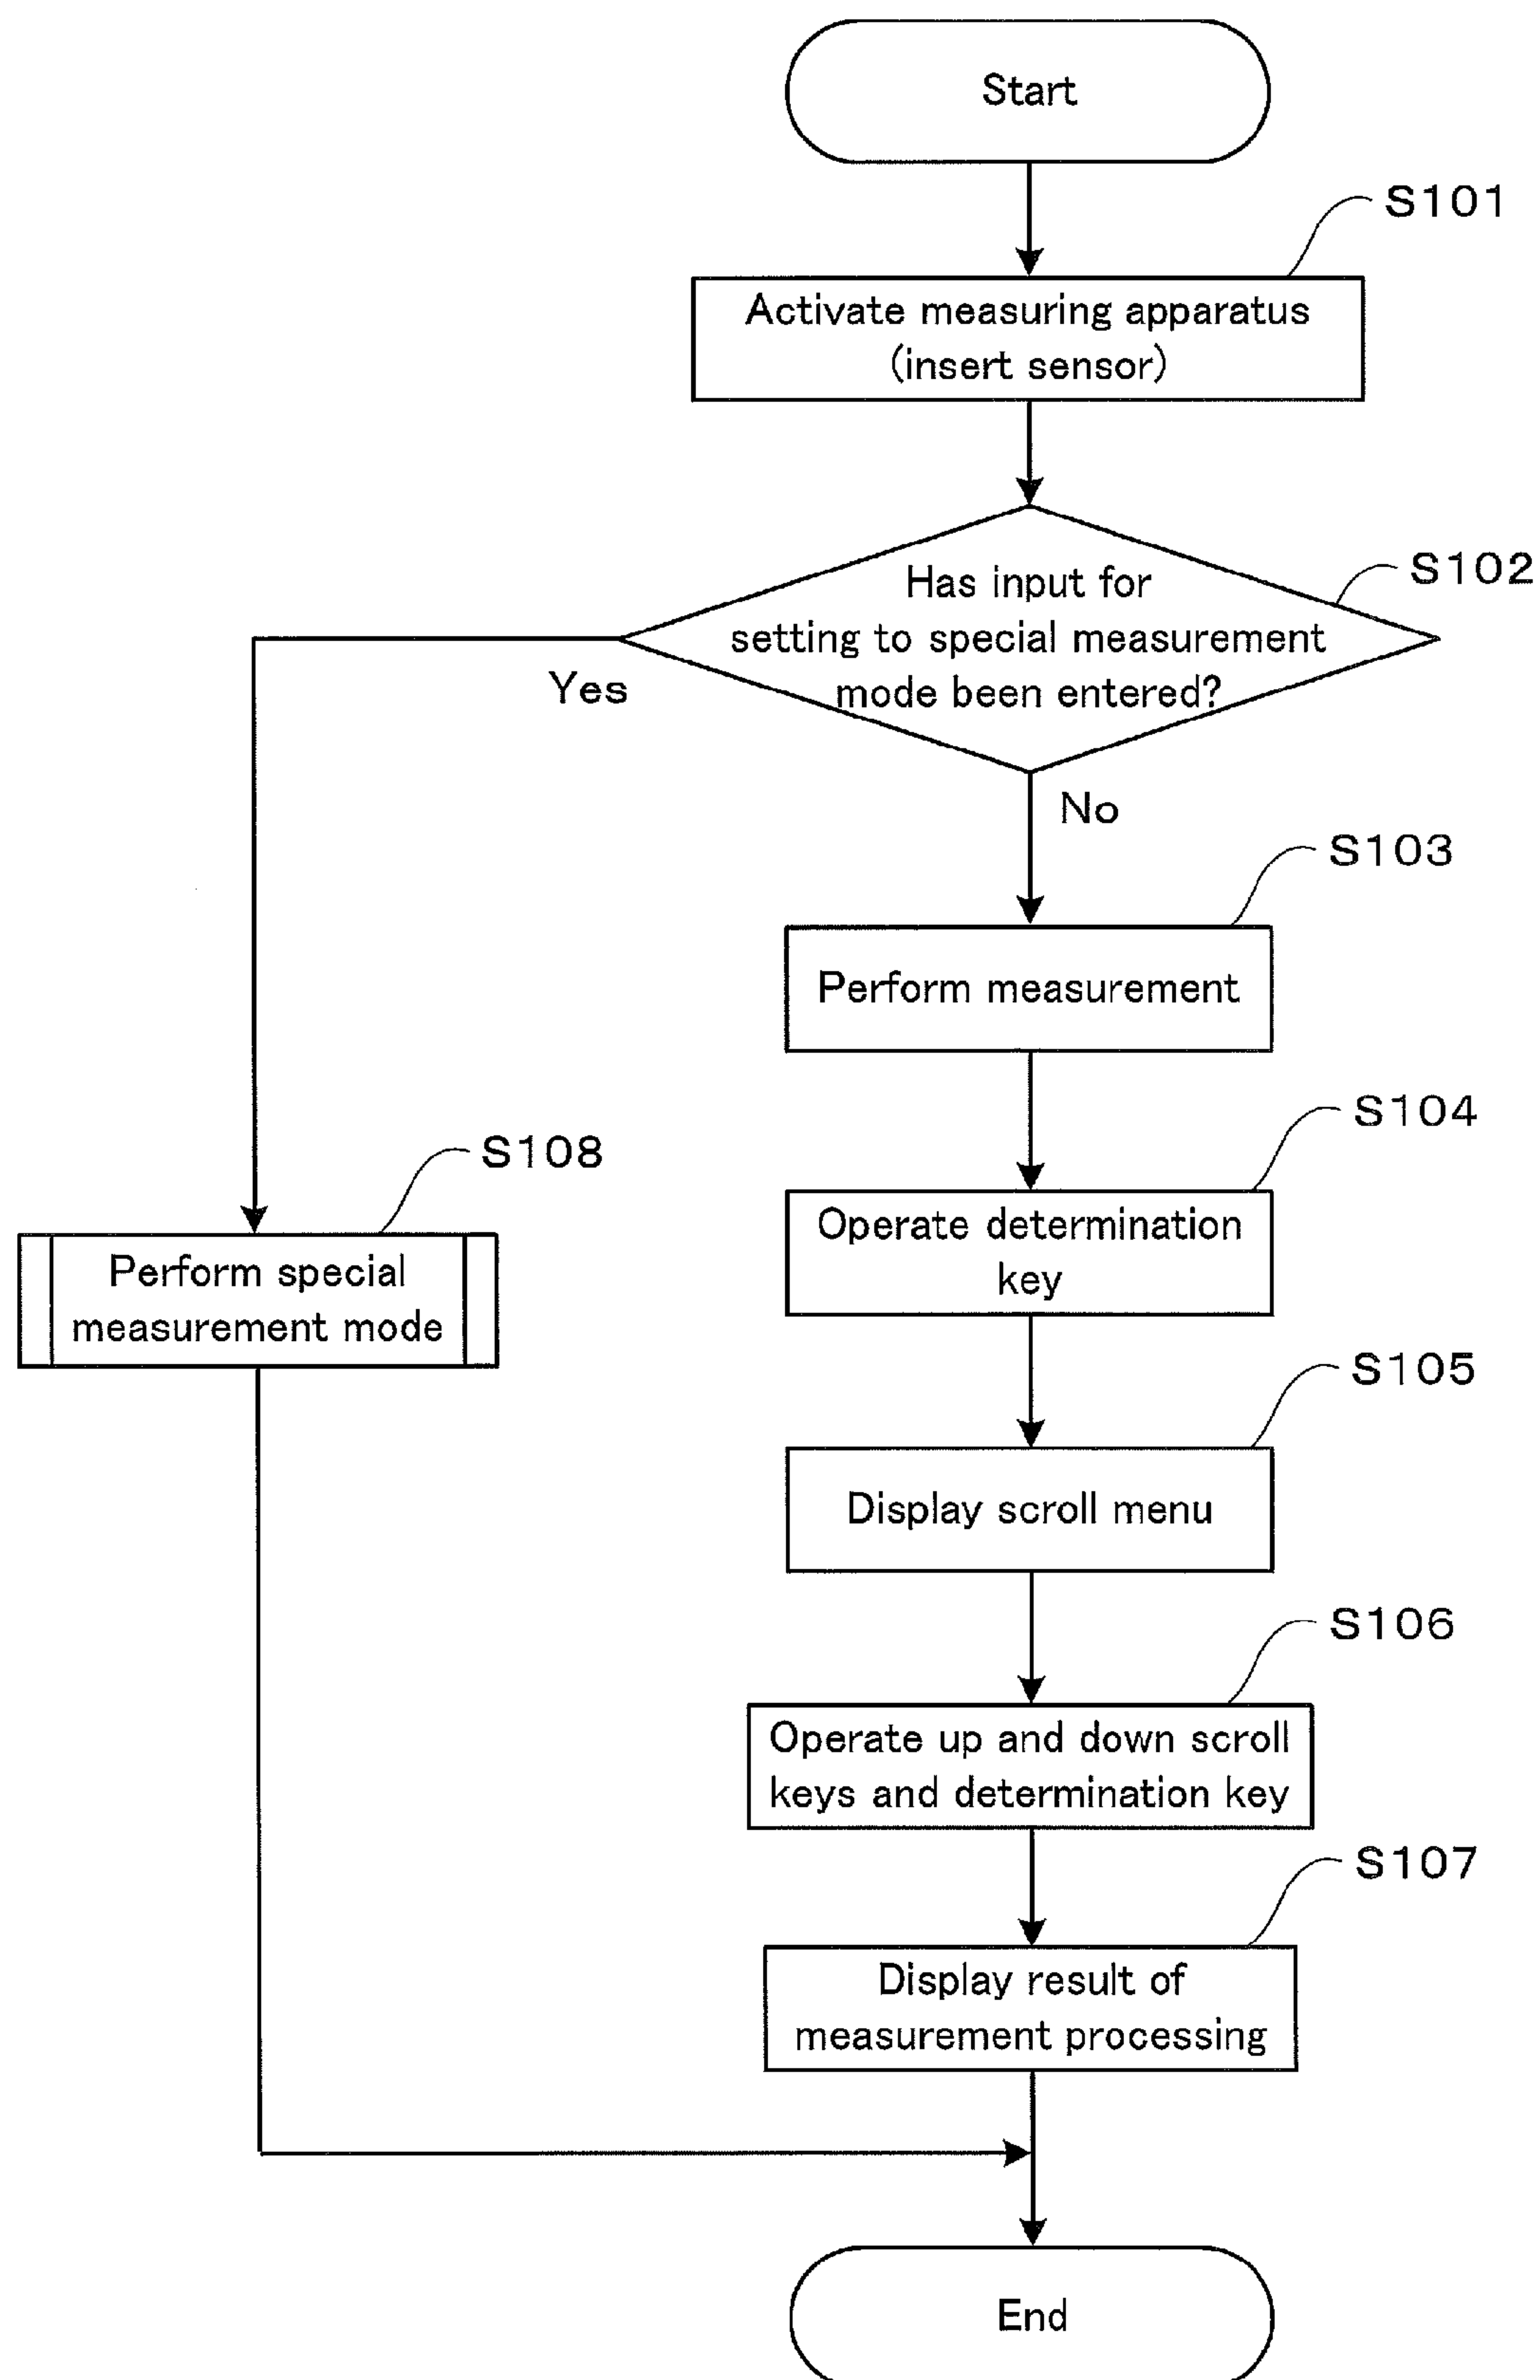 Start
S101
Activate measuring apparatus
(insert sensor)
S102
Has input for
setting to special measurement
mode been entered?
Yes
No
S103
Perform measurement
S104
Operate determination
key
S108
Perform special
measurement mode
S105
Display scroll menu
S106
Operate up and down scroll
keys and determination key
S107
Display result of
measurement processing
End